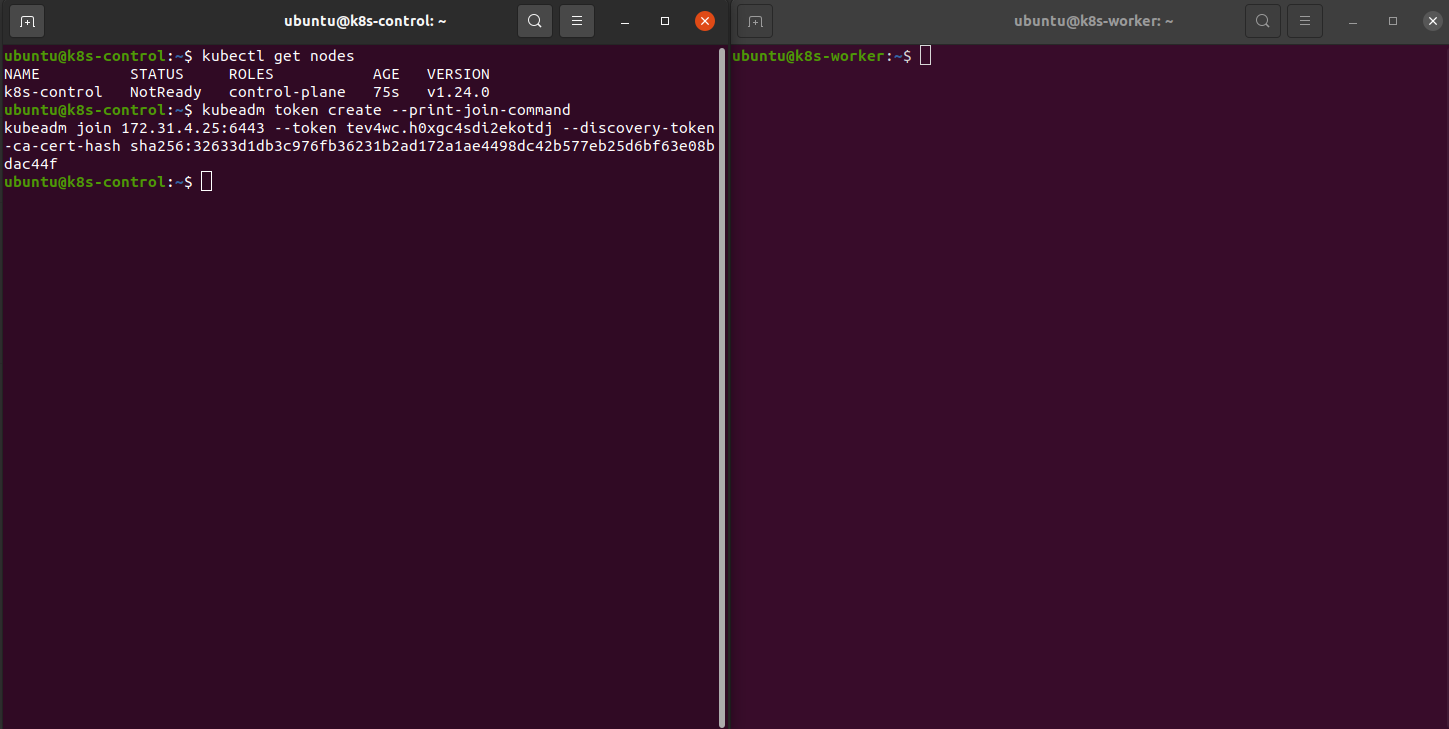 ubuntu@k8s-control: ~
ubuntu@k8s-control:~$ kubectl get nodes
NAME STATUS ROLES AGE VERSION
k8s-control NotReady control-plane 75s v1.24.0
ubuntu@k8s-control:~$ kubeadm token create --print-join-command
kubeadm join 172.31.4.25:6443 --token tev4wc.h0xgc4sdi2ekotdj --discovery-token
-ca-cert-hash sha256:32633d1db3c976fb36231b2ad172a1ae4498dc42b577eb25d6bf63e08b
dac44f
ubuntu@k8s-control:~$
ubuntu@k8s-worker: ~
ubuntu@k8s-worker:~$